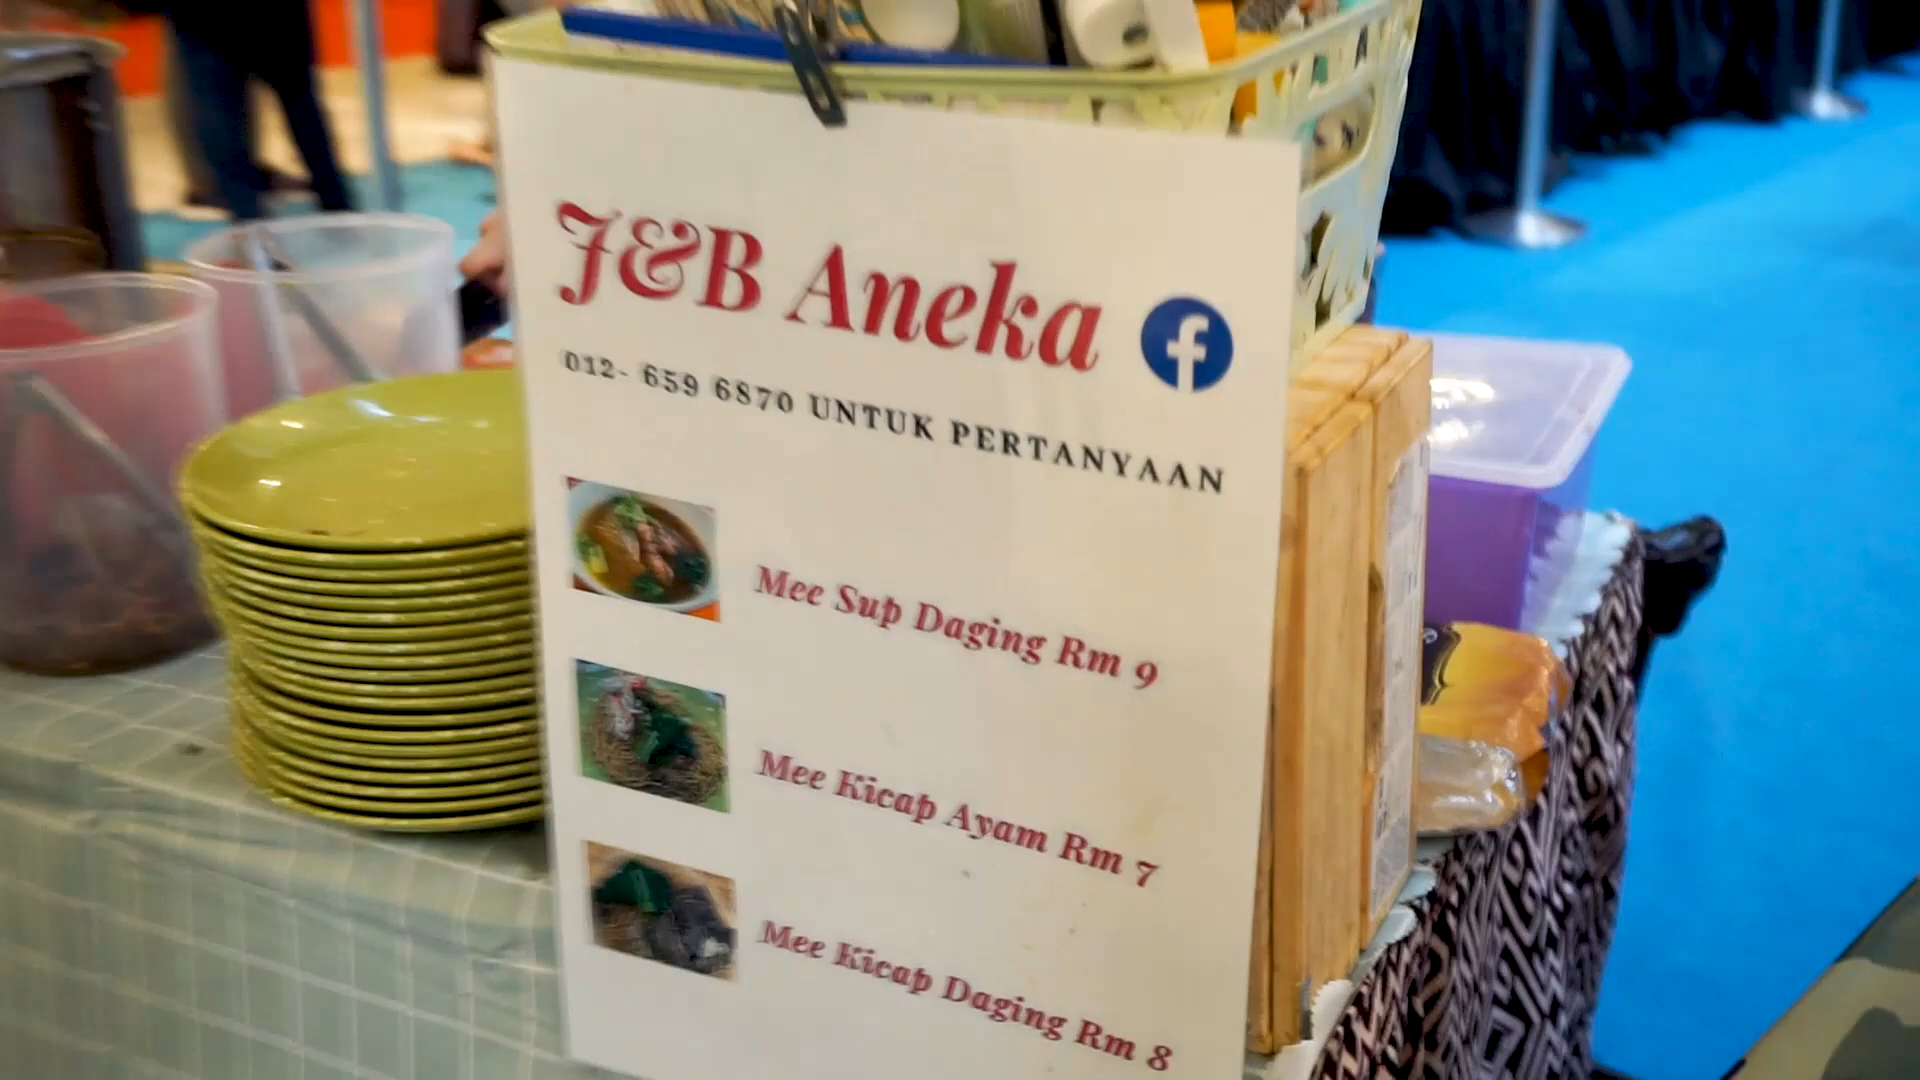 J&B Aneka
012- 659 6870 UNTUK PERTANYAAN
Mee Sup Daging Rm 9
Mee Kicap Ayam Rm 7
Mee Kicap Daging Rm 8